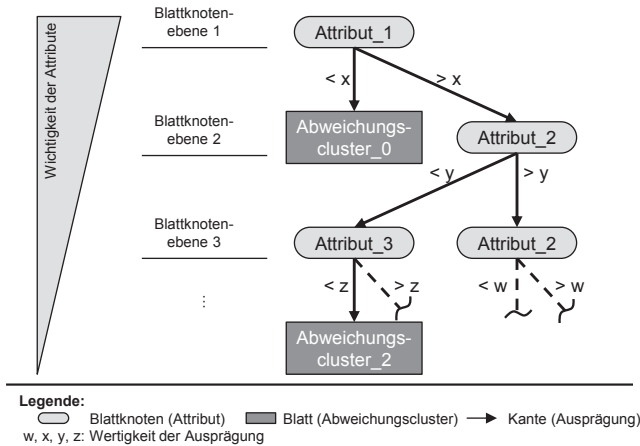 Wichtigkeit der Attribute
Blattknoten-
ebene 1
Attribut_1
< x
> x
Blattknoten-
ebene 2
Abweichungs-
cluster_0
Attribut_2
< y
> y
Blattknoten-
ebene 3
Attribut_3
Attribut_2
< z
> z
< w
> w
...
Abweichungs-
cluster_2
Legende:
Blattknoten (Attribut)
Blatt (Abweichungscluster)
Kante (Ausprägung)
w, x, y, z: Wertigkeit der Ausprägung